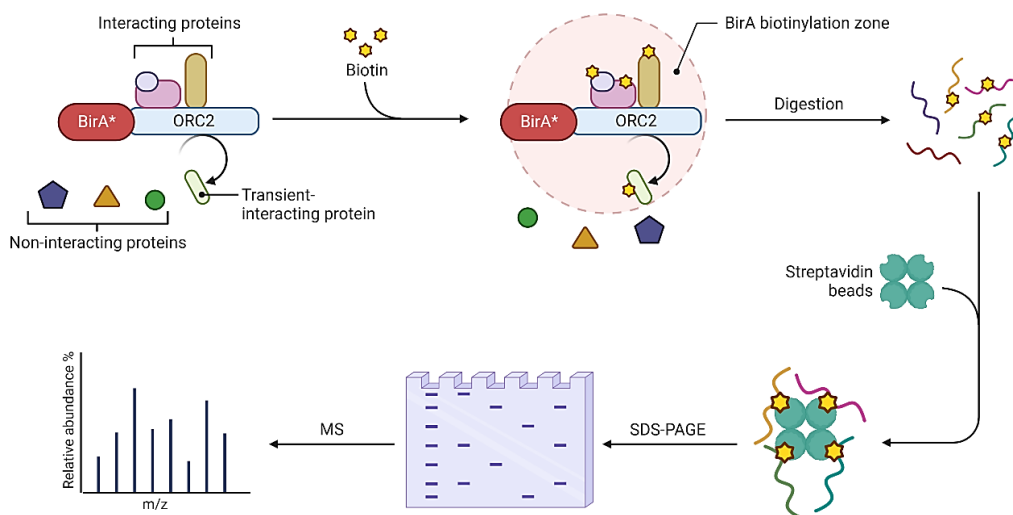 Interacting proteins
Biotin
BirA biotinylation zone
BirA*
ORC2
BirA*
ORC2
Digestion
Transient-
interacting protein
Non-interacting proteins
Streptavidin
beads
Relative abundance %
m/z
MS
SDS-PAGE